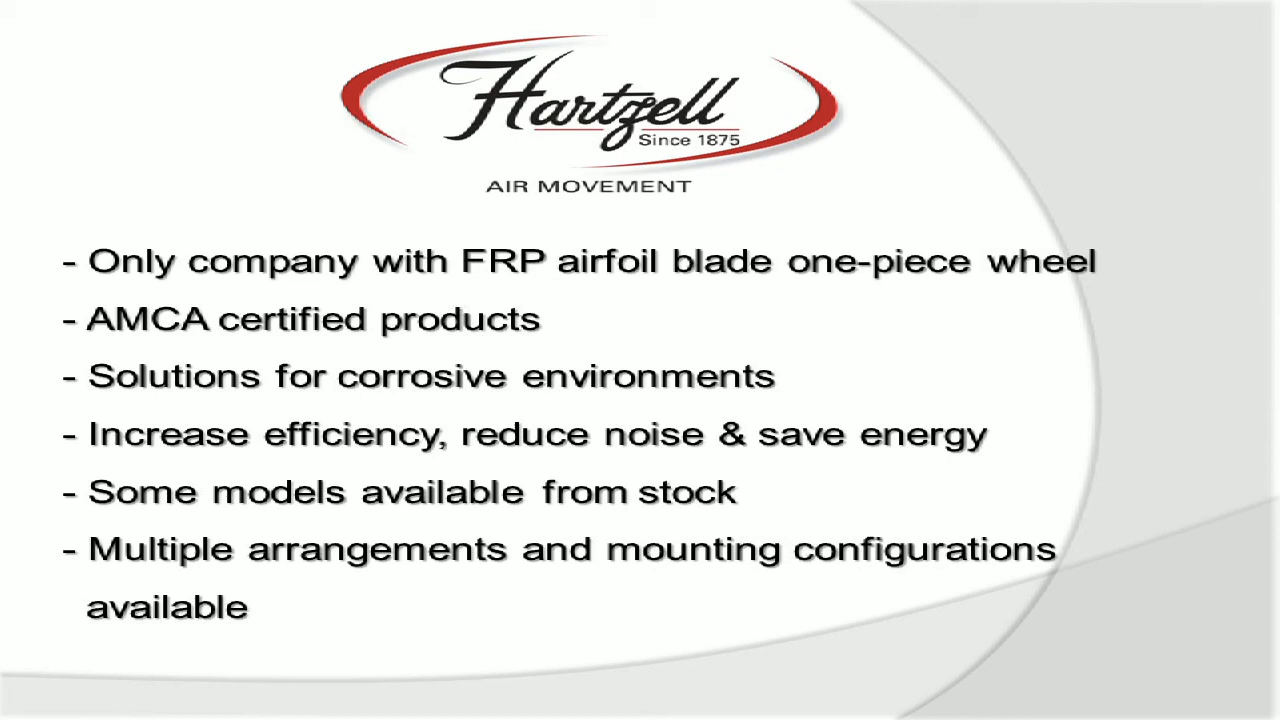 Hartzell
Since 1875
AIR MOVEMENT
- Only company with FRP airfoil blade one-piece wheel
- AMCA certified products
- Solutions for corrosive environments
- Increase efficiency, reduce noise & save energy
- Some models available from stock
- Multiple arrangements and mounting configurations
available